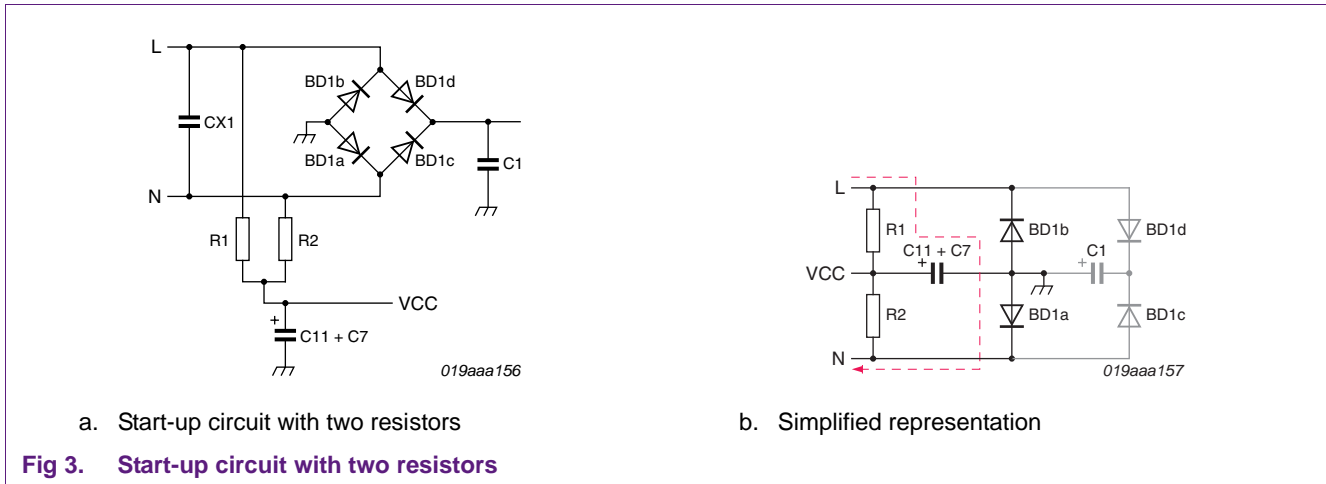 L
BD1b
BD1d
CX1
BD1a
BD1c
C1
N
R1
R2
VCC
+
C11 + C7
019aaa156
L
R1
BD1b
BD1d
C11 + C7
+
C1
+
VCC
R2
BD1a
BD1c
N
019aaa157
a. Start-up circuit with two resistors
b. Simplified representation
Fig 3. Start-up circuit with two resistors